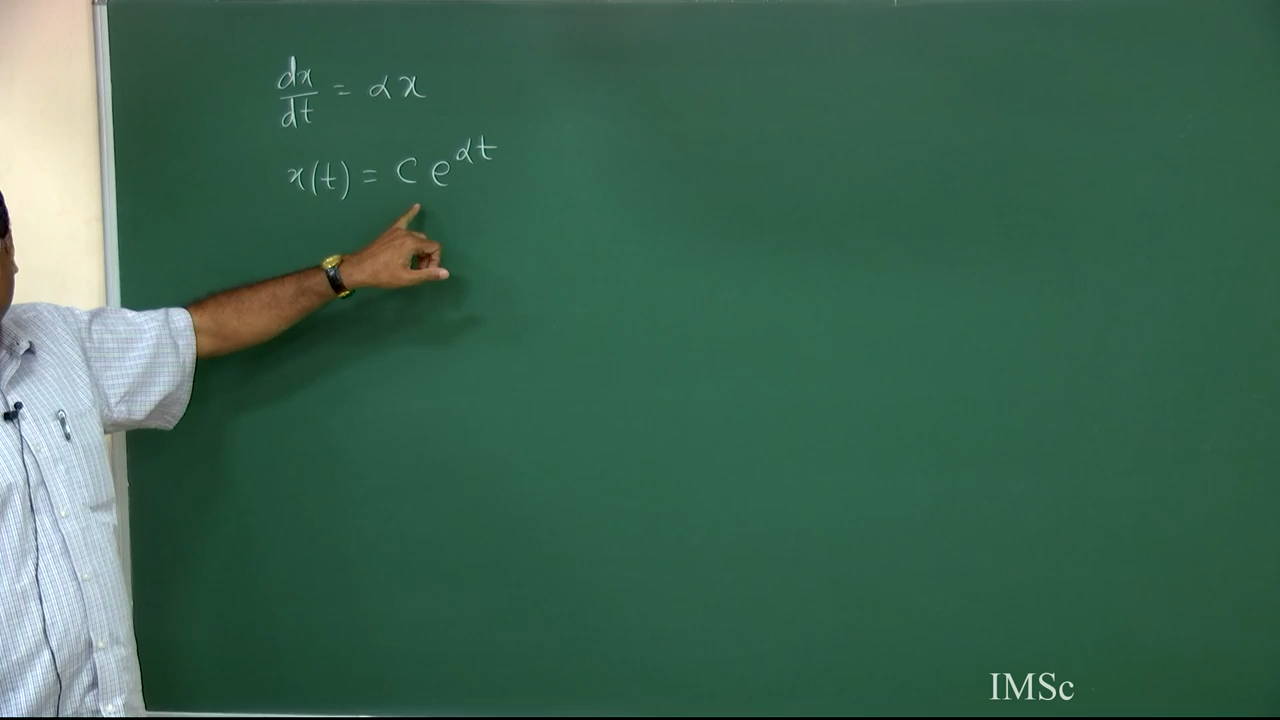 dx/dt = αx
x(t) = C e^{αt}
IMSc